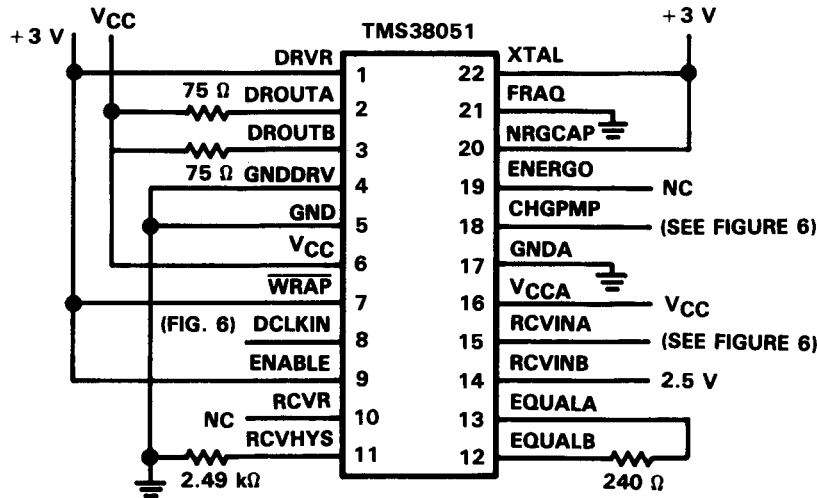 TMS38051
+3 V
VCC
DRVR
1
75 Ω
DROUTA
2
DROUTB
3
75 Ω
GNDDRV
4
GND
5
VCC
6
WRAP
7
(FIG. 6)
DCLKIN
8
ENABLE
9
RCVR
NC
10
RCVHYS
11
2.49 kΩ
+3 V
XTAL
22
FRAQ
21
NRGCAP
20
ENERGO
19
NC
CHGPMP
18
(SEE FIGURE 6)
GNDA
17
VCCA
16
VCC
RCVINA
15
(SEE FIGURE 6)
RCVINB
14
2.5 V
EQUALA
13
EQUALB
12
240 Ω